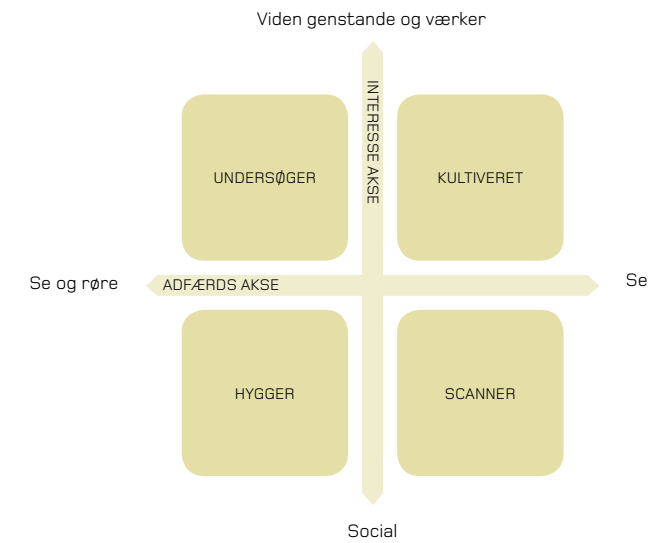 Viden genstande og værker
INTERESSE AKSE
UNDERSØGER
KULTIVERET
Se og røre
ADFÆRDS AKSE
Se
HYGGER
SCANNER
Social